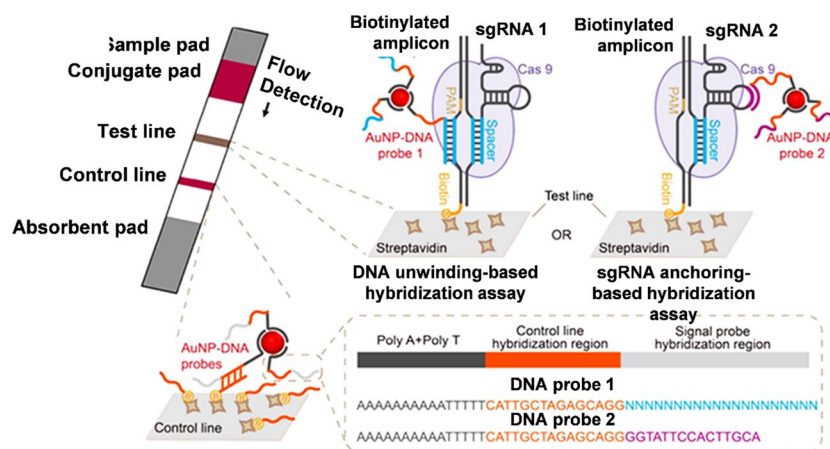 Sample pad
Conjugate pad
Flow
Detection
Test line
Control line
Absorbent pad
Biotinylated
amplicon
sgRNA 1
Cas 9
PAM
Spacer
AuNP-DNA
probe 1
Biotin
Streptavidin
DNA unwinding-based
hybridization assay
Test line
OR
Biotinylated
amplicon
sgRNA 2
Cas 9
PAM
Spacer
AuNP-DNA
probe 2
Biotin
Streptavidin
sgRNA anchoring-
based hybridization
assay
AuNP-DNA
probes
Control line
Poly A+Poly T
Control line
hybridization region
Signal probe
hybridization region
DNA probe 1
AAAAAAAAAATTTTTCATTGCTAGAGCAGGNNNNNNNNNNNNNNNNNNNN
DNA probe 2
AAAAAAAAAATTTTTCATTGCTAGAGCAGGGGTATTCCACTTGCA